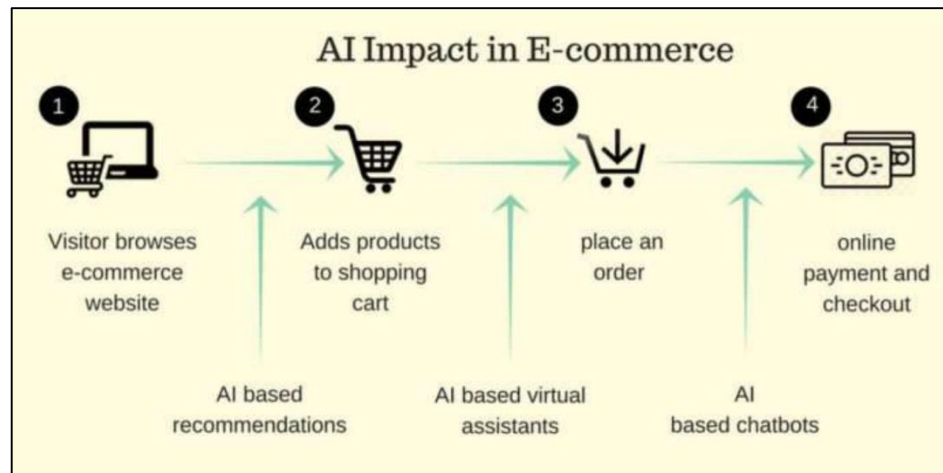 AI Impact in E-commerce
1
2
3
4
Visitor browses
e-commerce
website
Adds products
to shopping
cart
place an
order
online
payment and
checkout
AI based
recommendations
AI based virtual
assistants
AI
based chatbots